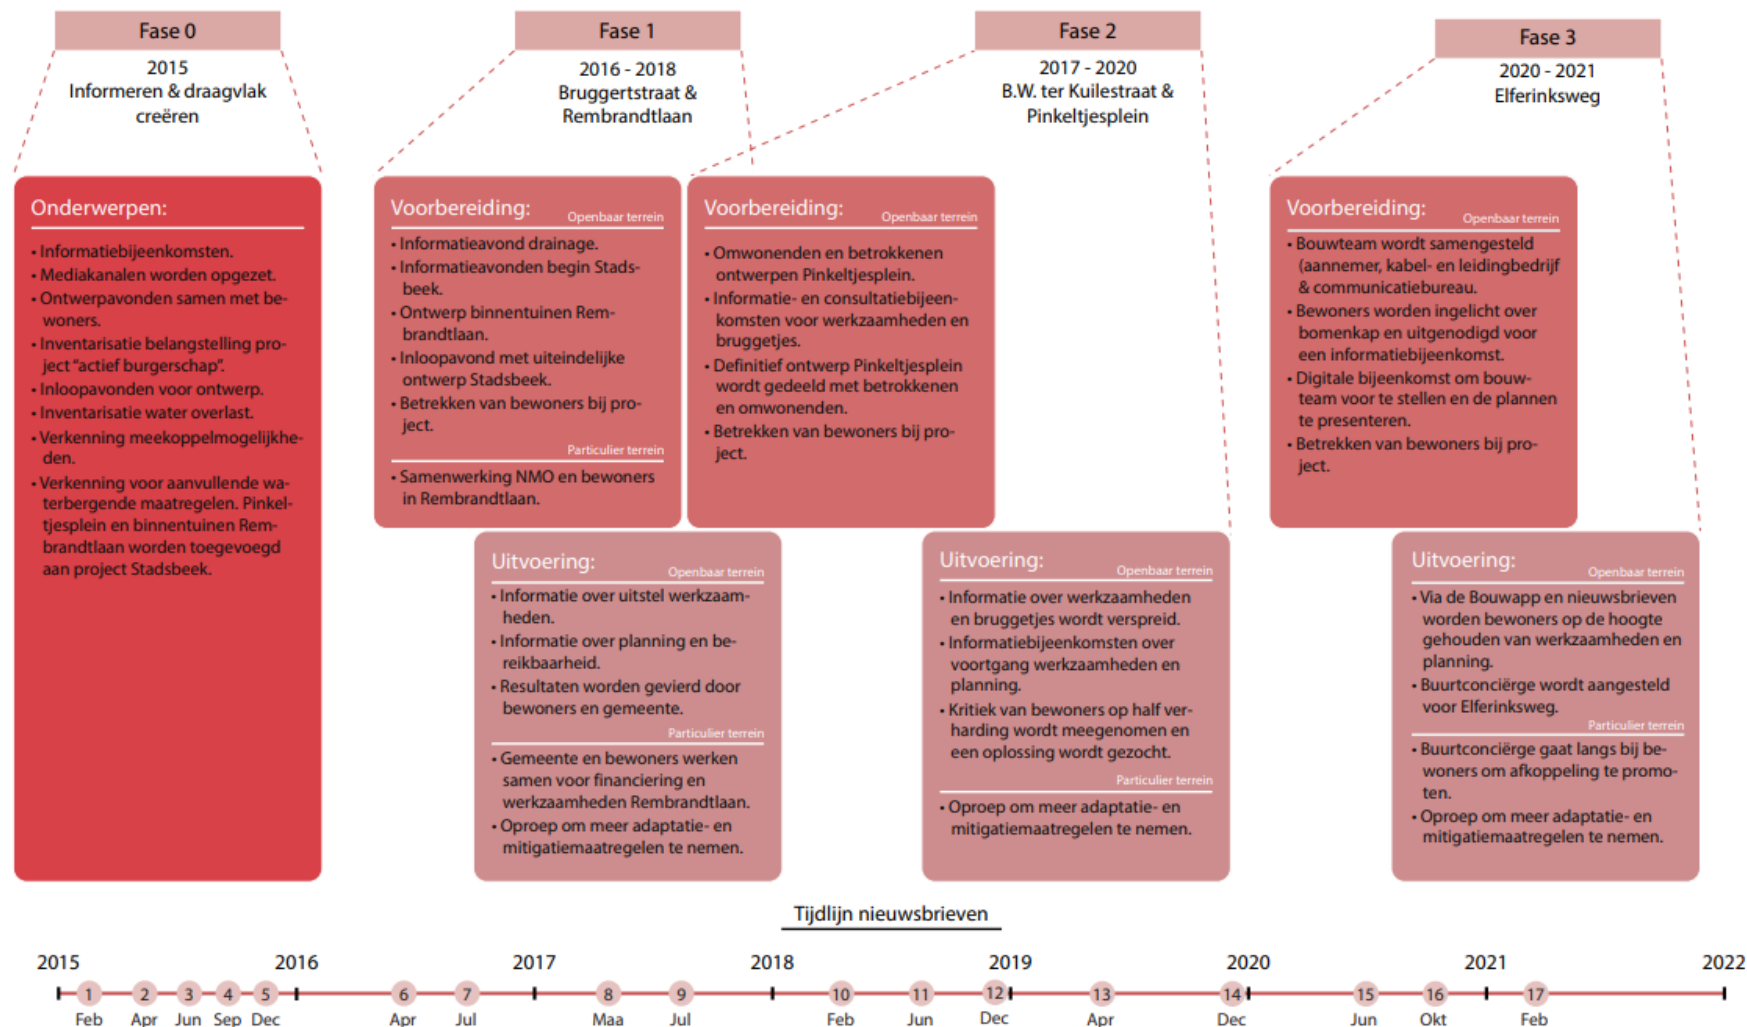 Fase 0
2015
Informeren & draagvlak
creëren
Onderwerpen:
• Informatiebijeenkomsten.
• Mediakanalen worden opgezet.
• Ontwerpavonden samen met be-
woners.
• Inventarisatie belangstelling pro-
ject “actief burgerschap”.
• Inloopavonden voor ontwerp.
• Inventarisatie water overlast.
• Verkenning meekoppelmogelijkhe-
den.
• Verkenning voor aanvullende wa-
terbergende maatregelen. Pinkel-
tjesplein en binnentuinen Rem-
brandtlaan worden toegevoegd
aan project Stadsbeek.
Fase 1
2016 - 2018
Bruggertstraat &
Rembrandtlaan
Voorbereiding:
Openbaar terrein
• Informatieavond drainage.
• Informatieavonden begin Stads-
beek.
• Ontwerp binnentuinen Rem-
brandtlaan.
• Inloopavond met uiteindelijke
ontwerp Stadsbeek.
• Betrekken van bewoners bij pro-
ject.
Particulier terrein
• Samenwerking NMO en bewoners
in Rembrandtlaan.
Uitvoering:
Openbaar terrein
• Informatie over uitstel werkzaam-
heden.
• Informatie over planning en be-
reikbaarheid.
• Resultaten worden gevierd door
bewoners en gemeente.
Particulier terrein
• Gemeente en bewoners werken
samen voor financiering en
werkzaamheden Rembrandtlaan.
• Oproep om meer adaptatie- en
mitigatiemaatregelen te nemen.
Fase 2
2017 - 2020
B.W. ter Kuilestraat &
Pinkeltjesplein
Voorbereiding:
Openbaar terrein
• Omwonenden en betrokkenen
ontwerpen Pinkeltjesplein.
• Informatie- en consultatiebijeen-
komsten voor werkzaamheden en
bruggetjes.
• Definitief ontwerp Pinkeltjesplein
wordt gedeeld met betrokkenen
en omwonenden.
• Betrekken van bewoners bij pro-
ject.
Uitvoering:
Openbaar terrein
• Informatie over werkzaamheden
en bruggetjes wordt verspreid.
• Informatiebijeenkomsten over
voortgang werkzaamheden en
planning.
• Kritiek van bewoners op half ver-
harding wordt meegenomen en
een oplossing wordt gezocht.
Particulier terrein
• Oproep om meer adaptatie- en
mitigatiemaatregelen te nemen.
Fase 3
2020 - 2021
Elferinksweg
Voorbereiding:
Openbaar terrein
• Bouwteam wordt samengesteld
(aannemer, kabel- en leidingbedrijf
& communicatiebureau.
• Bewoners worden ingelicht over
bomenkap en uitgenodigd voor
een informatiebijeenkomst.
• Digitale bijeenkomst om bouw-
team voor te stellen en de plannen
te presenteren.
• Betrekken van bewoners bij pro-
ject.
Uitvoering:
Openbaar terrein
• Via de Bouwapp en nieuwsbrieven
worden bewoners op de hoogte
gehouden van werkzaamheden en
planning.
• Buurtconciërge wordt aangesteld
voor Elferinksweg.
Particulier terrein
• Buurtconciërge gaat langs bij be-
woners om afkoppeling te promo-
ten.
• Oproep om meer adaptatie- en
mitigatiemaatregelen te nemen.
Tijdlijn nieuwsbrieven
2015 2016 2017 2018 2019 2020 2021 2022
1 2 3 4 5 6 7 8 9 10 11 12 13 14 15 16 17
Feb Apr Jun Sep Dec Apr Jul Maa Jul Feb Jun Dec Apr Dec Jun Okt Feb